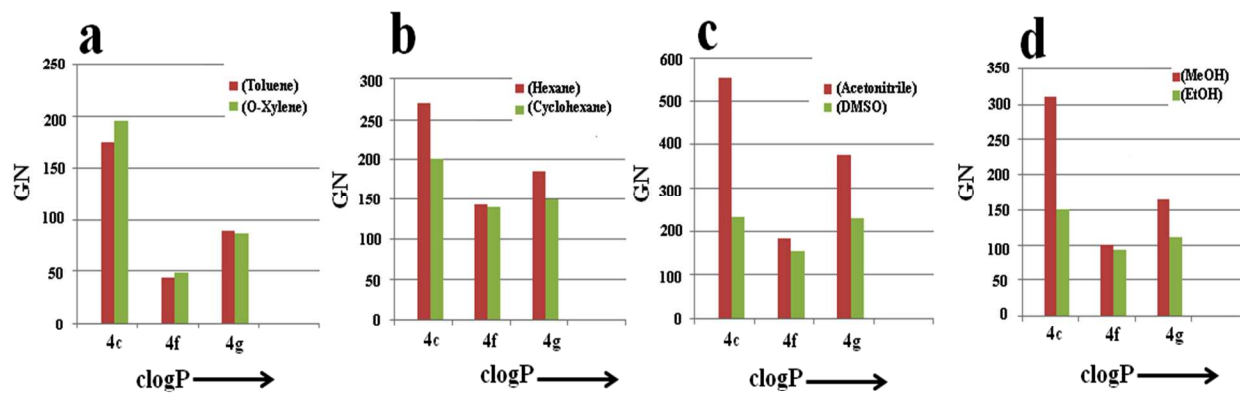 a
250
200
150
100
50
0
GN
(Toluene)
(O-Xylene)
4c 4f 4g
clogP
b
300
250
200
150
100
50
0
GN
(Hexane)
(Cyclohexane)
4c 4f 4g
clogP
c
600
500
400
300
200
100
0
GN
(Acetonitrile)
(DMSO)
4c 4f 4g
clogP
d
350
300
250
200
150
100
50
0
GN
(MeOH)
(EtOH)
4c 4f 4g
clogP